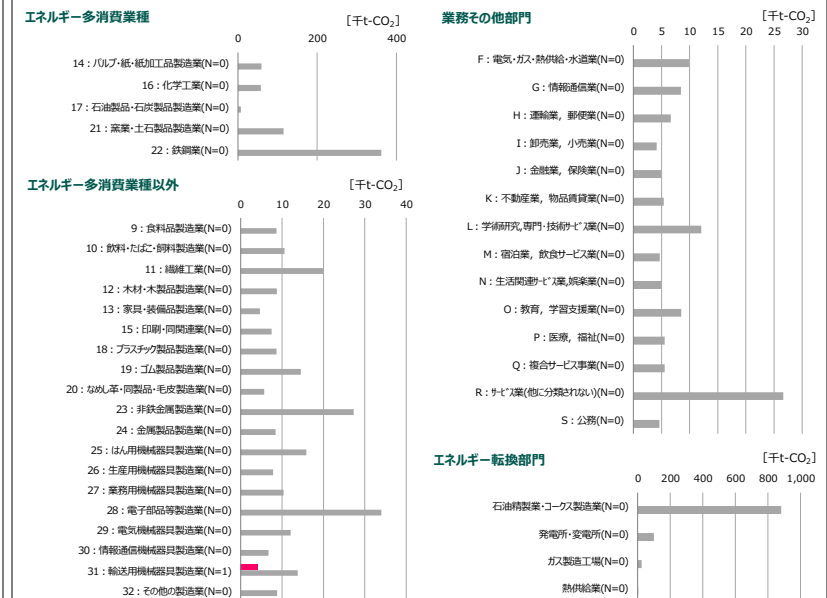 エネルギー多消費業種
[千t-CO₂]
0 200 400
14：パルプ・紙・紙加工品製造業(N=0)
16：化学工業(N=0)
17：石油製品・石炭製品製造業(N=0)
21：窯業・土石製品製造業(N=0)
22：鉄鋼業(N=0)
エネルギー多消費業種以外
[千t-CO₂]
0 10 20 30 40
9：食料品製造業(N=0)
10：飲料・たばこ・飼料製造業(N=0)
11：繊維工業(N=0)
12：木材・木製品製造業(N=0)
13：家具・装備品製造業(N=0)
15：印刷・同関連業(N=0)
18：プラスチック製品製造業(N=0)
19：ゴム製品製造業(N=0)
20：なめし革・同製品・毛皮製造業(N=0)
23：非鉄金属製造業(N=0)
24：金属製品製造業(N=0)
25：はん用機械器具製造業(N=0)
26：生産用機械器具製造業(N=0)
27：業務用機械器具製造業(N=0)
28：電子部品等製造業(N=0)
29：電気機械器具製造業(N=0)
30：情報通信機械器具製造業(N=0)
31：輸送用機械器具製造業(N=1)
32：その他の製造業(N=0)
業務その他部門
[千t-CO₂]
0 5 10 15 20 25 30
F：電気・ガス・熱供給・水道業(N=0)
G：情報通信業(N=0)
H：運輸業，郵便業(N=0)
I：卸売業，小売業(N=0)
J：金融業，保険業(N=0)
K：不動産業，物品賃貸業(N=0)
L：学術研究,専門・技術ｻｰﾋﾞｽ業(N=0)
M：宿泊業，飲食サービス業(N=0)
N：生活関連ｻｰﾋﾞｽ業,娯楽業(N=0)
O：教育，学習支援業(N=0)
P：医療，福祉(N=0)
Q：複合サービス事業(N=0)
R：ｻｰﾋﾞｽ業(他に分類されない)(N=0)
S：公務(N=0)
エネルギー転換部門
[千t-CO₂]
0 200 400 600 800 1,000
石油精製業・コークス製造業(N=0)
発電所・変電所(N=0)
ガス製造工場(N=0)
熱供給業(N=0)